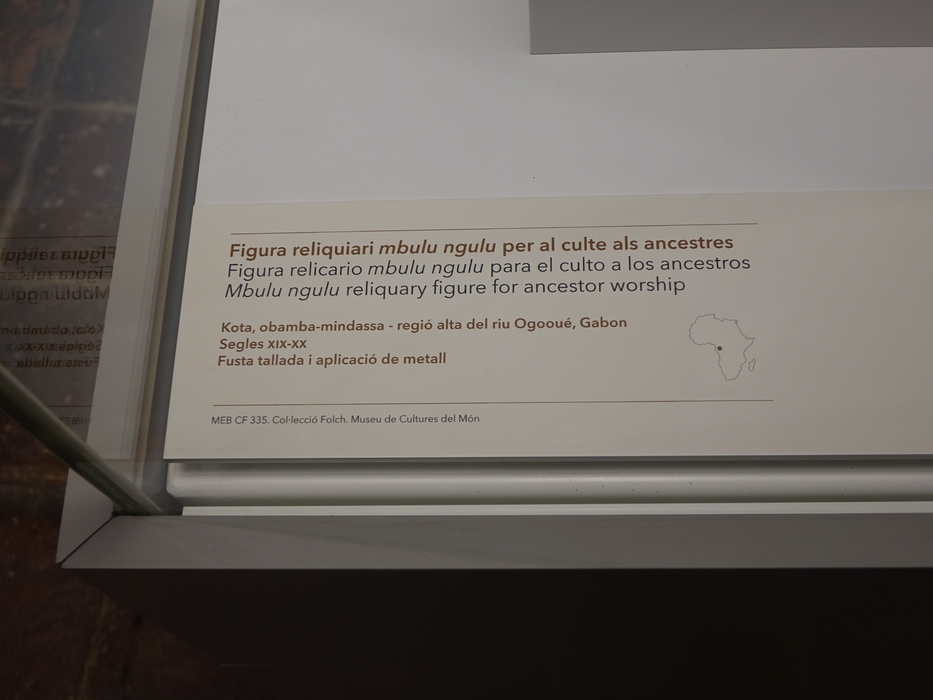 Figura reliquiari mbulu ngulu per al culte als ancestres
Figura relicario mbulu ngulu para el culto a los ancestros
Mbulu ngulu reliquary figure for ancestor worship
Kota, obamba-mindassa - regió alta del riu Ogooué, Gabon
Segles XIX-XX
Fusta tallada i aplicació de metall
MEB CF 335. Col·lecció Folch. Museu de Cultures del Món